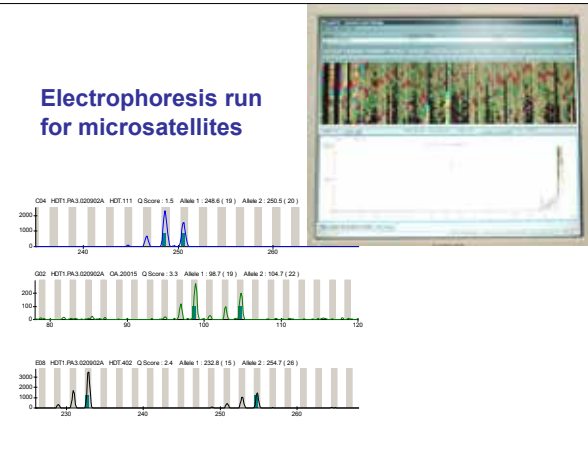 Electrophoresis run
for microsatellites
C04 HDT1.PA3.020902A HDT.111 Q Score : 1.5 Allele 1 : 248.6 ( 19 ) Allele 2 : 250.5 ( 20 )
2000
1000
0
240 250 260
G02 HDT1.PA3.020902A OA.20015 Q Score : 3.3 Allele 1 : 98.7 ( 19 ) Allele 2 : 104.7 ( 22 )
200
100
0
80 90 100 110 120
E08 HDT1.PA3.020902A HDT.402 Q Score : 2.4 Allele 1 : 232.8 ( 15 ) Allele 2 : 254.7 ( 26 )
3000
2000
1000
0
230 240 250 260